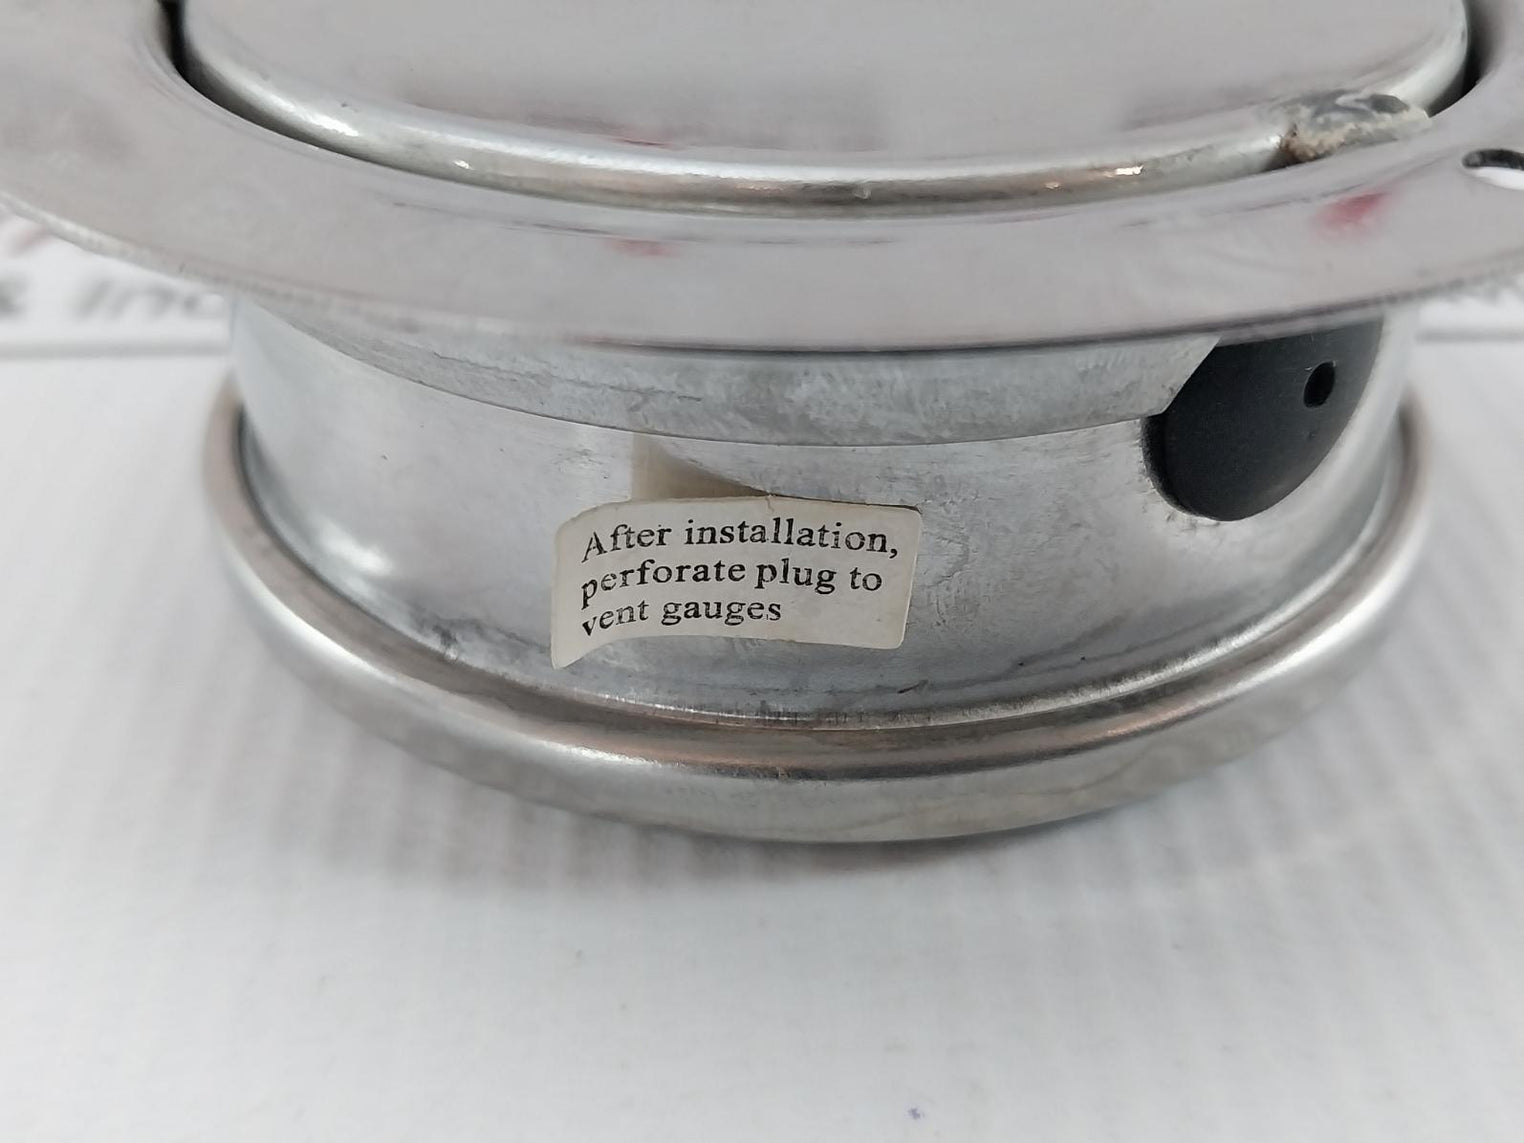 After installation,
perforate plug to
vent gauges